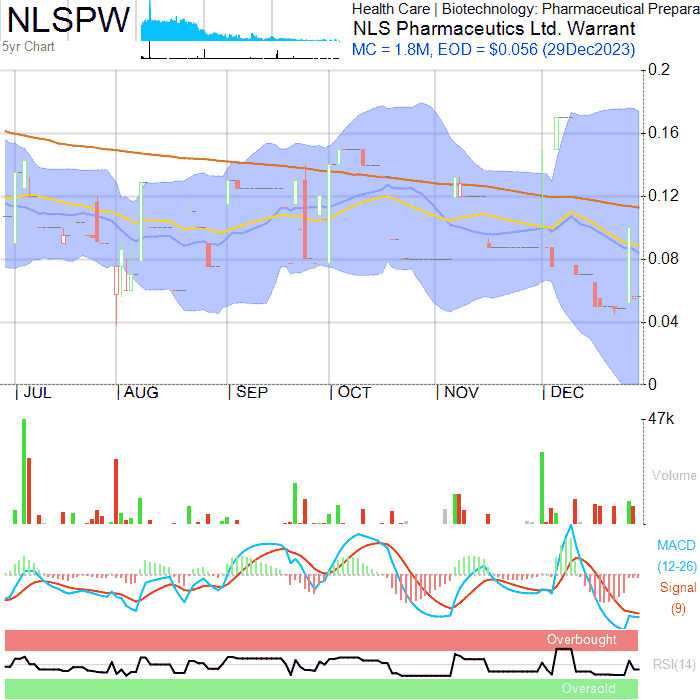 NLSPW
5yr Chart
Health Care | Biotechnology: Pharmaceutical Prepara
NLS Pharmaceutics Ltd. Warrant
MC = 1.8M, EOD = $0.056 (29Dec2023)
0.2
0.16
0.12
0.08
0.04
0
| JUL | AUG | SEP | OCT | NOV | DEC
47k
Volume
MACD
(12-26)
Signal
(9)
Overbought
RSI(14)
Oversold